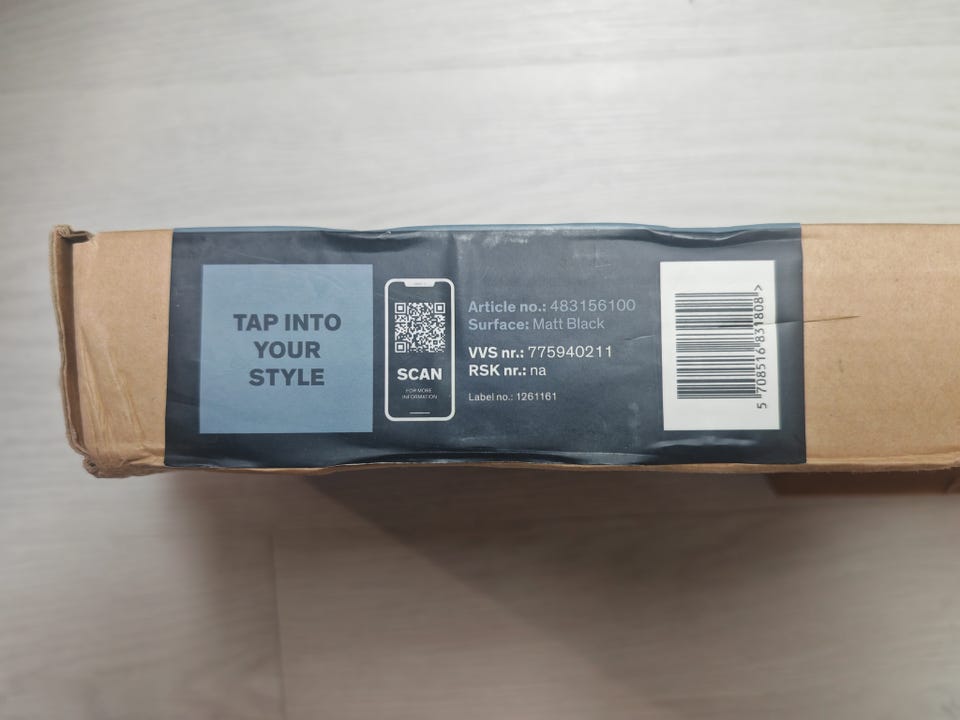 TAP INTO
YOUR
STYLE
SCAN
FOR MORE
INFORMATION
Article no.: 483156100
Surface: Matt Black
VVS nr.: 775940211
RSK nr.: na
Label no.: 1261161
5 708516 831808 >